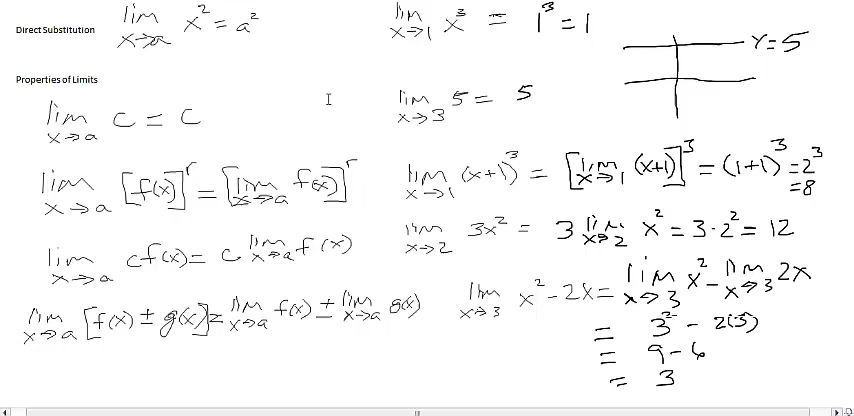 Direct Substitution lim x→a x² = a² lim x→1 x³ = 1³ = 1
y=5
Properties of Limits
lim x→a c = c lim x→3 5 = 5
lim x→a [f(x)]^r = [lim x→a f(x)]^r lim x→1 (x+1)³ = [lim x→1 (x+1)]³ = (1+1)³ = 2³
= 8
lim x→a cf(x) = c lim x→a f(x) lim x→2 3x² = 3 lim x→2 x² = 3·2² = 12
lim x→a [f(x) ± g(x)] = lim x→a f(x) ± lim x→a g(x) lim x→3 x² - 2x = lim x→3 x² - lim x→3 2x
= 3² - 2(3)
= 9 - 6
= 3